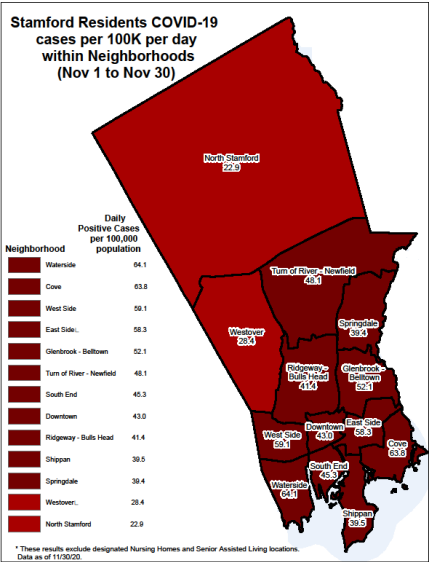 Stamford Residents COVID-19
cases per 100K per day
within Neighborhoods
(Nov 1 to Nov 30)
North Stamford
22.9
Daily
Positive Cases
per 100,000
population
Neighborhood
Waterside 64.1
Cove 63.8
West Side 59.1
East Side.. 58.3
Glenbrook - Belltown 52.1
Turn of River - Newfield 48.1
South End 45.3
Downtown 43.0
Ridgeway - Bulls Head 41.4
Shippan 39.5
Springdale 39.4
Westover.. 28.4
North Stamford 22.9
Turn of River - Newfield
48.1
Westover
28.4
Springdale
39.4
Ridgeway -
Bulls Head
41.4
Glenbrook -
Belltown
52.1
West Side
59.1
Downtown
43.0
East Side
58.3
Cove
63.8
South End
45.3
Waterside
64.1
Shippan
39.5
* These results exclude designated Nursing Homes and Senior Assisted Living locations.
Data as of 11/30/20.